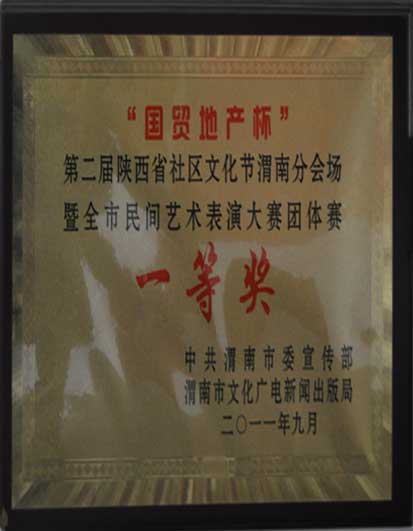 “国贸地产杯”
第二届陕西省社区文化节渭南分会场
暨全市民间艺术表演大赛团体赛
一等奖
中共渭南市委宣传部
渭南市文化广电新闻出版局
二〇一一年九月